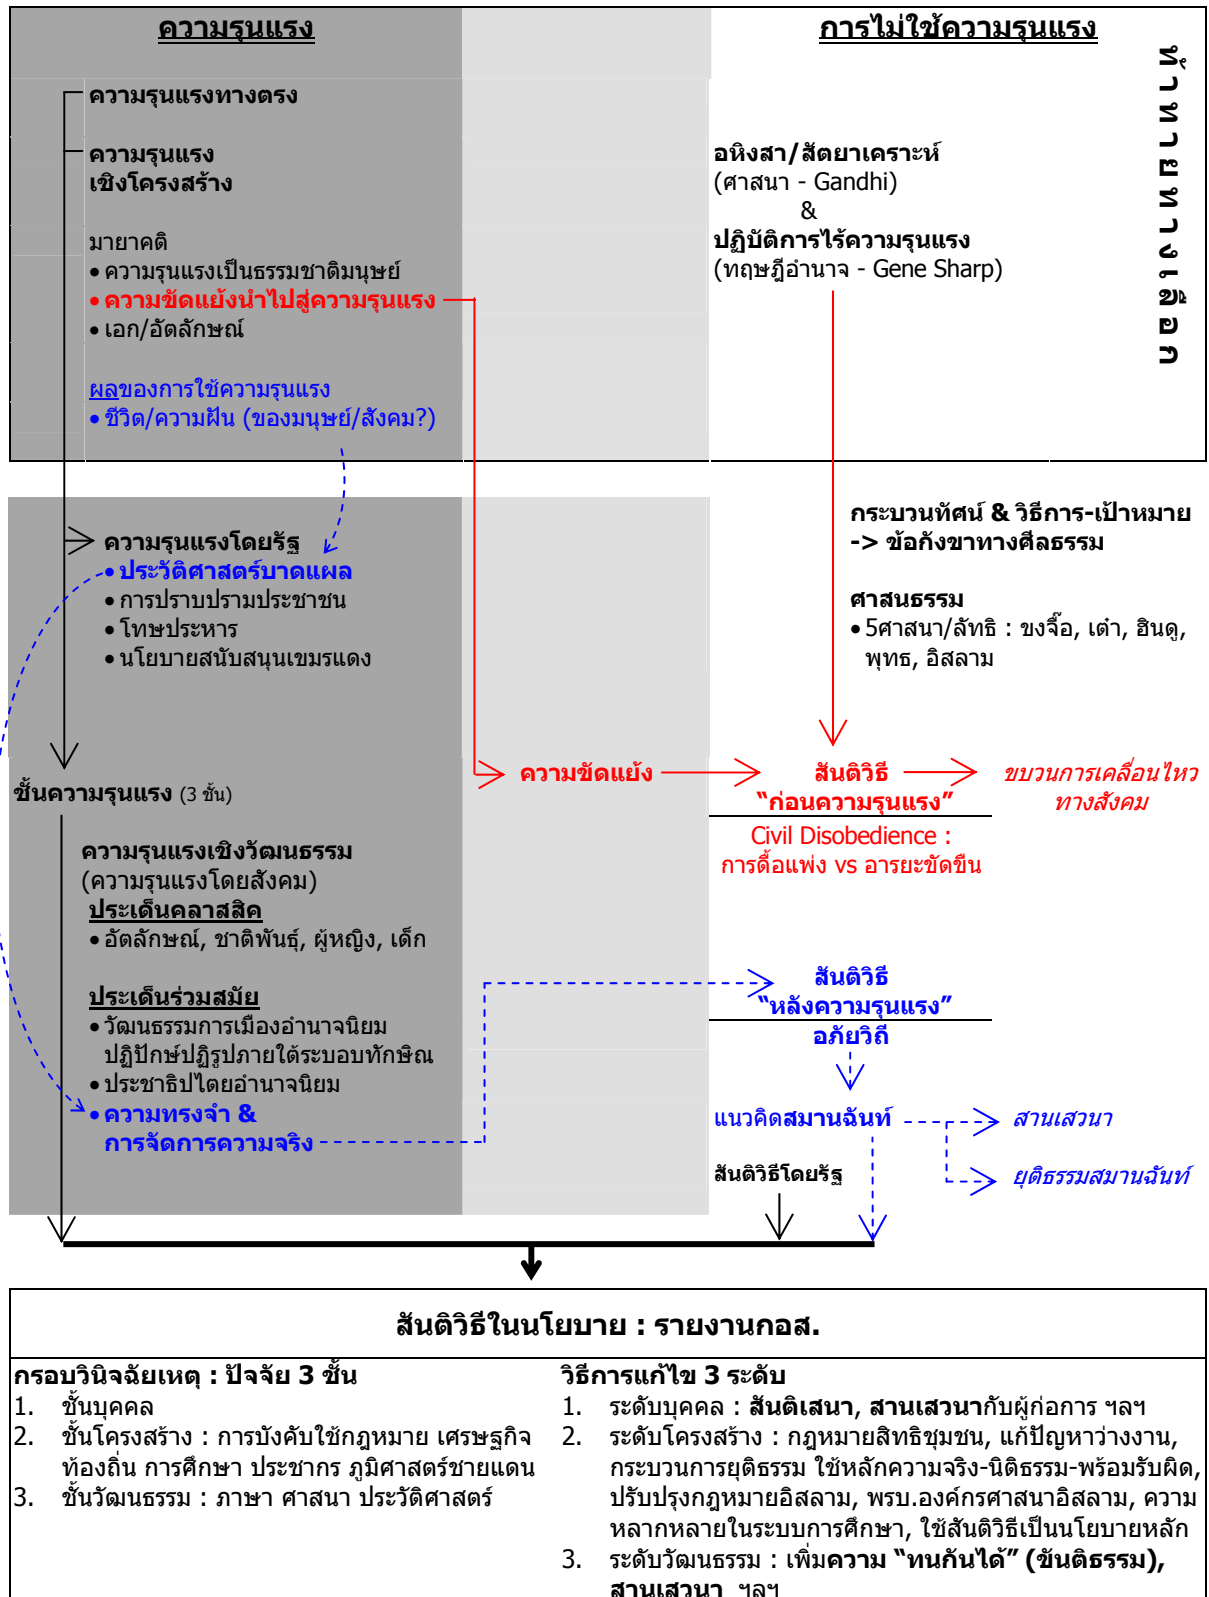 ความรุนแรง
การไม่ใช้ความรุนแรง
ท้าทายทางเลือก
ความรุนแรงทางตรง
ความรุนแรง
เชิงโครงสร้าง
มายาคติ
• ความรุนแรงเป็นธรรมชาติมนุษย์
• ความขัดแย้งนำไปสู่ความรุนแรง
• เอก/อัตลักษณ์
ผลของการใช้ความรุนแรง
• ชีวิต/ความฝัน (ของมนุษย์/สังคม?)
อหิงสา/สัตยาเคราะห์
(ศาสนา - Gandhi)
&
ปฏิบัติการไร้ความรุนแรง
(ทฤษฎีอำนาจ - Gene Sharp)
ความรุนแรงโดยรัฐ
• ประวัติศาสตร์บาดแผล
• การปราบปรามประชาชน
• โทษประหาร
• นโยบายสนับสนุนเขมรแดง
กระบวนทัศน์ & วิธีการ-เป้าหมาย
-> ข้อกังขาทางศีลธรรม
ศาสนธรรม
• 5ศาสนา/ลัทธิ : ขงจื๊อ, เต๋า, ฮินดู,
พุทธ, อิสลาม
ชั้นความรุนแรง (3 ชั้น)
ความขัดแย้ง
สันติวิธี
“ก่อนความรุนแรง”
Civil Disobedience :
การดื้อแพ่ง vs อารยะขัดขืน
ขบวนการเคลื่อนไหว
ทางสังคม
ความรุนแรงเชิงวัฒนธรรม
(ความรุนแรงโดยสังคม)
ประเด็นคลาสสิค
• อัตลักษณ์, ชาติพันธุ์, ผู้หญิง, เด็ก
ประเด็นร่วมสมัย
• วัฒนธรรมการเมืองอำนาจนิยม
ปฏิปักษ์ปฏิรูปภายใต้ระบอบทักษิณ
• ประชาธิปไตยอำนาจนิยม
• ความทรงจำ &
การจัดการความจริง
สันติวิธี
“หลังความรุนแรง”
อภัยวิถี
แนวคิดสมานฉันท์
สานเสวนา
ยุติธรรมสมานฉันท์
สันติวิธีโดยรัฐ
สันติวิธีในนโยบาย : รายงานกอส.
กรอบวินิจฉัยเหตุ : ปัจจัย 3 ชั้น
1. ชั้นบุคคล
2. ชั้นโครงสร้าง : การบังคับใช้กฎหมาย เศรษฐกิจ
ท้องถิ่น การศึกษา ประชากร ภูมิศาสตร์ชายแดน
3. ชั้นวัฒนธรรม : ภาษา ศาสนา ประวัติศาสตร์
วิธีการแก้ไข 3 ระดับ
1. ระดับบุคคล : สันติเสนา, สานเสวนากับผู้ก่อการ ฯลฯ
2. ระดับโครงสร้าง : กฎหมายสิทธิชุมชน, แก้ปัญหาว่างงาน,
กระบวนการยุติธรรม ใช้หลักความจริง-นิติธรรม-พร้อมรับผิด,
ปรับปรุงกฎหมายอิสลาม, พรบ.องค์กรศาสนาอิสลาม, ความ
หลากหลายในระบบการศึกษา, ใช้สันติวิธีเป็นนโยบายหลัก
3. ระดับวัฒนธรรม : เพิ่มความ “ทนกันได้” (ขันติธรรม),
สานเสวนา ฯลฯ